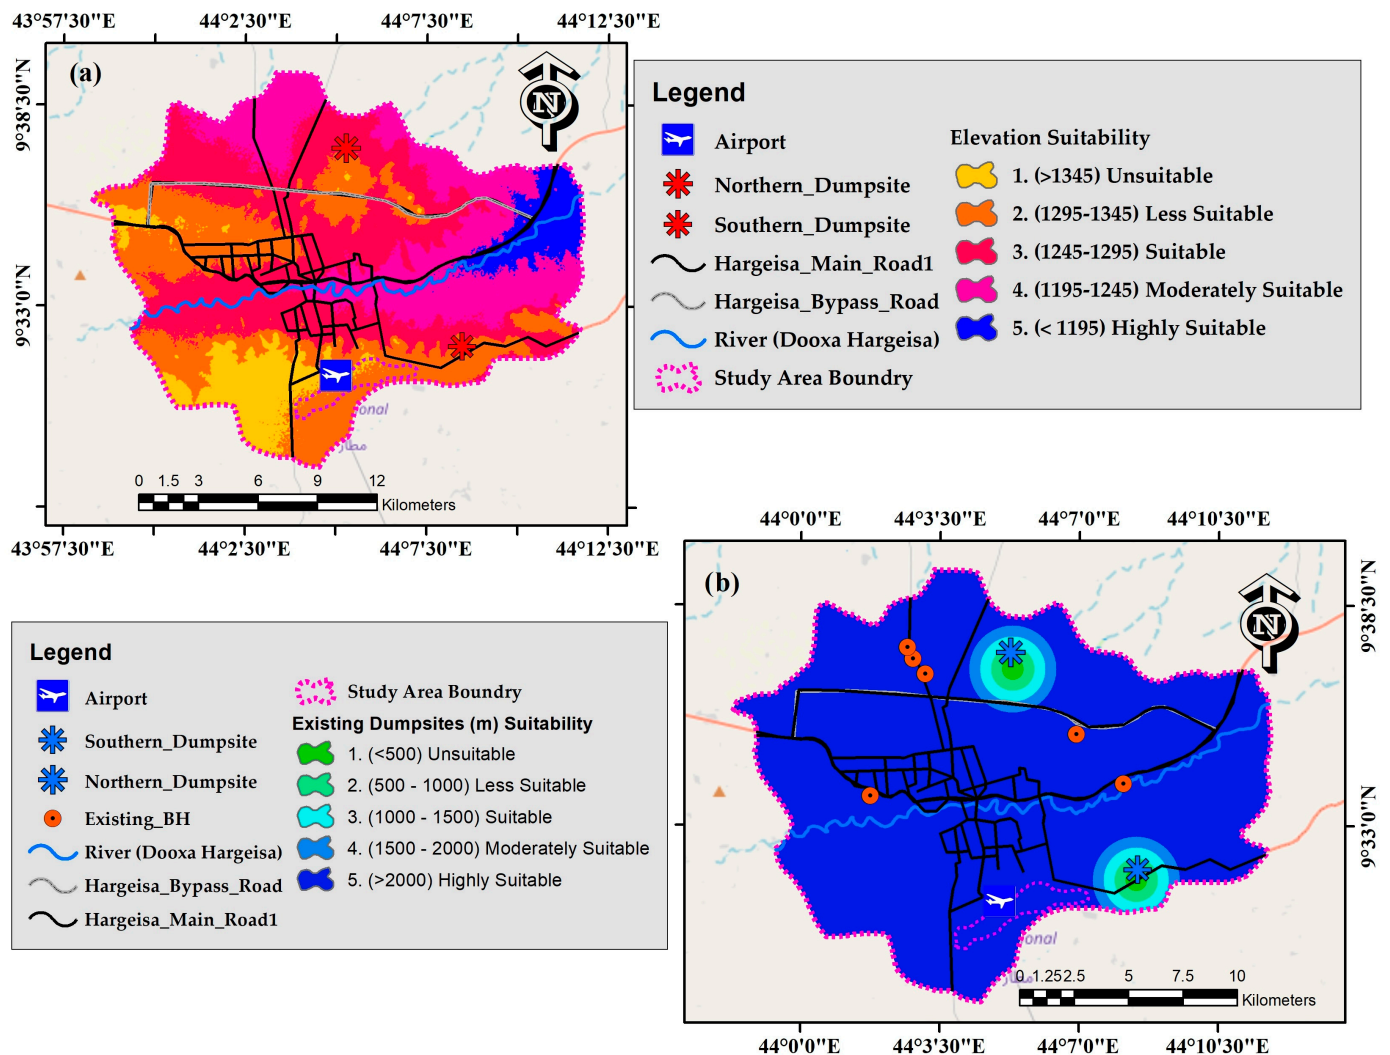 43°57'30"E 44°2'30"E 44°7'30"E 44°12'30"E
(a)
N
9°38'30"N
9°33'0"N
onal
مطار
0 1.5 3 6 9 12
Kilometers
43°57'30"E 44°2'30"E 44°7'30"E 44°12'30"E
Legend
Airport
Northern_Dumpsite
Southern_Dumpsite
Hargeisa_Main_Road1
Hargeisa_Bypass_Road
River (Dooxa Hargeisa)
Study Area Boundry
Elevation Suitability
1. (>1345) Unsuitable
2. (1295-1345) Less Suitable
3. (1245-1295) Suitable
4. (1195-1245) Moderately Suitable
5. (< 1195) Highly Suitable
Legend
Airport
Southern_Dumpsite
Northern_Dumpsite
Existing_BH
River (Dooxa Hargeisa)
Hargeisa_Bypass_Road
Hargeisa_Main_Road1
Study Area Boundry
Existing Dumpsites (m) Suitability
1. (<500) Unsuitable
2. (500 - 1000) Less Suitable
3. (1000 - 1500) Suitable
4. (1500 - 2000) Moderately Suitable
5. (>2000) Highly Suitable
44°0'0"E 44°3'30"E 44°7'0"E 44°10'30"E
(b)
N
9°38'30"N
9°33'0"N
onal
0 1.25 2.5 5 7.5 10
Kilometers
44°0'0"E 44°3'30"E 44°7'0"E 44°10'30"E